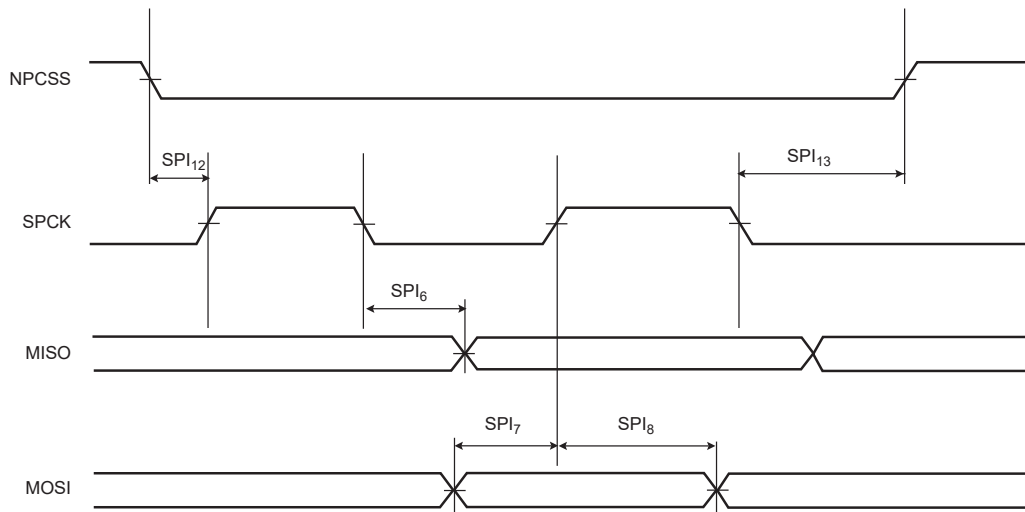 NPCSS
SPI₁₂
SPI₁₃
SPCK
SPI₆
MISO
SPI₇
SPI₈
MOSI